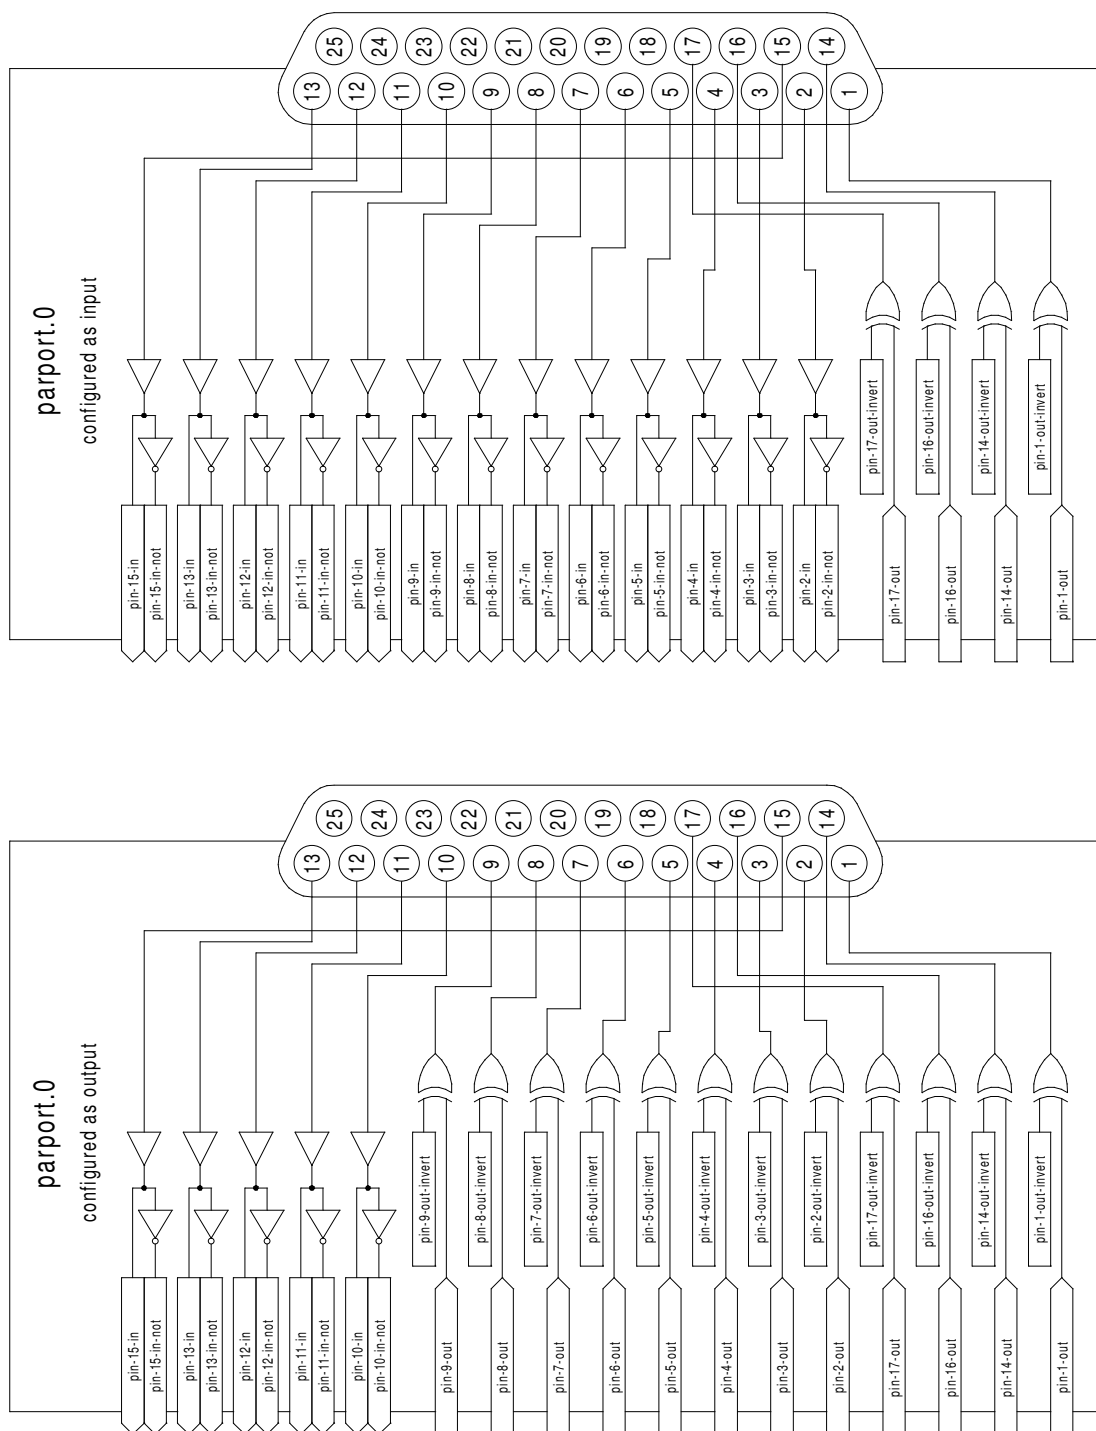 parport.0
configured as input
25
24
23
22
21
20
19
18
17
16
15
14
13
12
11
10
9
8
7
6
5
4
3
2
1
pin-15-in
pin-15-in-not
pin-13-in
pin-13-in-not
pin-12-in
pin-12-in-not
pin-11-in
pin-11-in-not
pin-10-in
pin-10-in-not
pin-9-in
pin-9-in-not
pin-8-in
pin-8-in-not
pin-7-in
pin-7-in-not
pin-6-in
pin-6-in-not
pin-5-in
pin-5-in-not
pin-4-in
pin-4-in-not
pin-3-in
pin-3-in-not
pin-2-in
pin-2-in-not
pin-17-out-invert
pin-17-out
pin-16-out-invert
pin-16-out
pin-14-out-invert
pin-14-out
pin-1-out-invert
pin-1-out
parport.0
configured as output
25
24
23
22
21
20
19
18
17
16
15
14
13
12
11
10
9
8
7
6
5
4
3
2
1
pin-15-in
pin-15-in-not
pin-13-in
pin-13-in-not
pin-12-in
pin-12-in-not
pin-11-in
pin-11-in-not
pin-10-in
pin-10-in-not
pin-9-out-invert
pin-9-out
pin-8-out-invert
pin-8-out
pin-7-out-invert
pin-7-out
pin-6-out-invert
pin-6-out
pin-5-out-invert
pin-5-out
pin-4-out-invert
pin-4-out
pin-3-out-invert
pin-3-out
pin-2-out-invert
pin-2-out
pin-17-out-invert
pin-17-out
pin-16-out-invert
pin-16-out
pin-14-out-invert
pin-14-out
pin-1-out-invert
pin-1-out